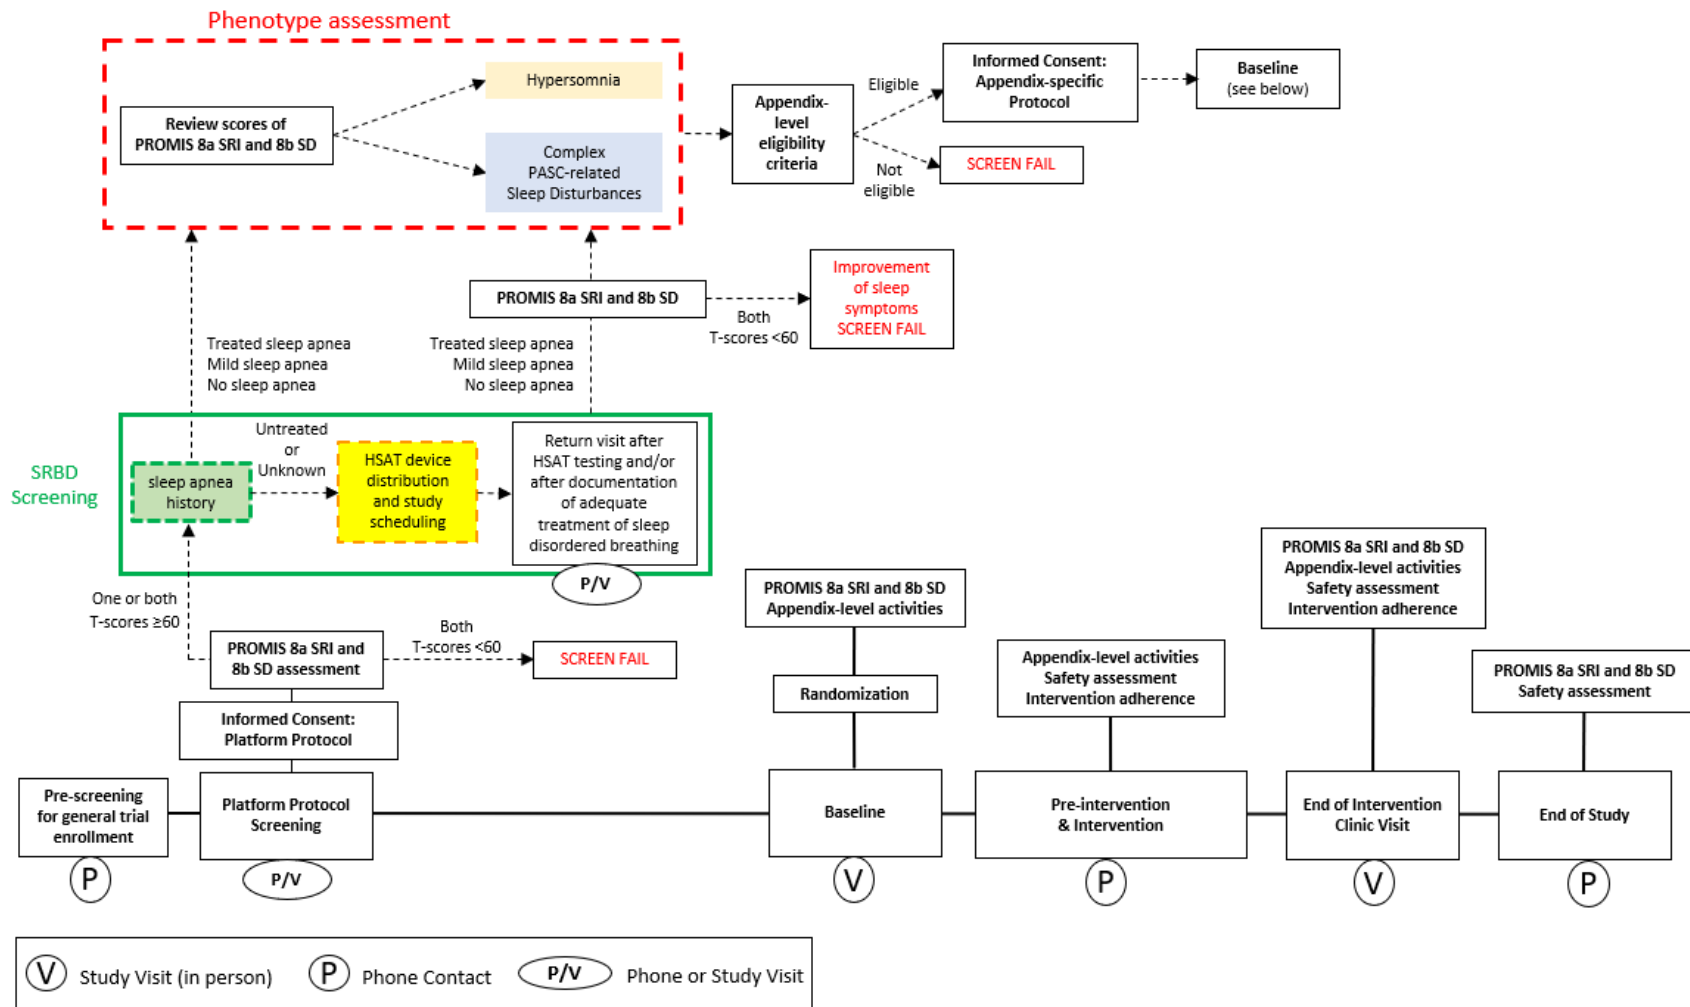 Phenotype assessment
Review scores of
PROMIS 8a SRI and 8b SD
Hypersomnia
Complex
PASC-related
Sleep Disturbances
Appendix-
level
eligibility
criteria
Eligible
Not
eligible
Informed Consent:
Appendix-specific
Protocol
SCREEN FAIL
Baseline
(see below)
PROMIS 8a SRI and 8b SD
Both
T-scores <60
Improvement
of sleep
symptoms
SCREEN FAIL
Treated sleep apnea
Mild sleep apnea
No sleep apnea
Treated sleep apnea
Mild sleep apnea
No sleep apnea
SRBD
Screening
sleep apnea
history
Untreated
or
Unknown
HSAT device
distribution
and study
scheduling
Return visit after
HSAT testing and/or
after documentation
of adequate
treatment of sleep
disordered breathing
P/V
One or both
T-scores ≥60
PROMIS 8a SRI and
8b SD assessment
Both
T-scores <60
SCREEN FAIL
Informed Consent:
Platform Protocol
PROMIS 8a SRI and 8b SD
Appendix-level activities
Randomization
Appendix-level activities
Safety assessment
Intervention adherence
PROMIS 8a SRI and 8b SD
Appendix-level activities
Safety assessment
Intervention adherence
PROMIS 8a SRI and 8b SD
Safety assessment
Pre-screening
for general trial
enrollment
P
Platform Protocol
Screening
P/V
Baseline
V
Pre-intervention
& Intervention
P
End of Intervention
Clinic Visit
V
End of Study
P
V Study Visit (in person)
P Phone Contact
P/V Phone or Study Visit